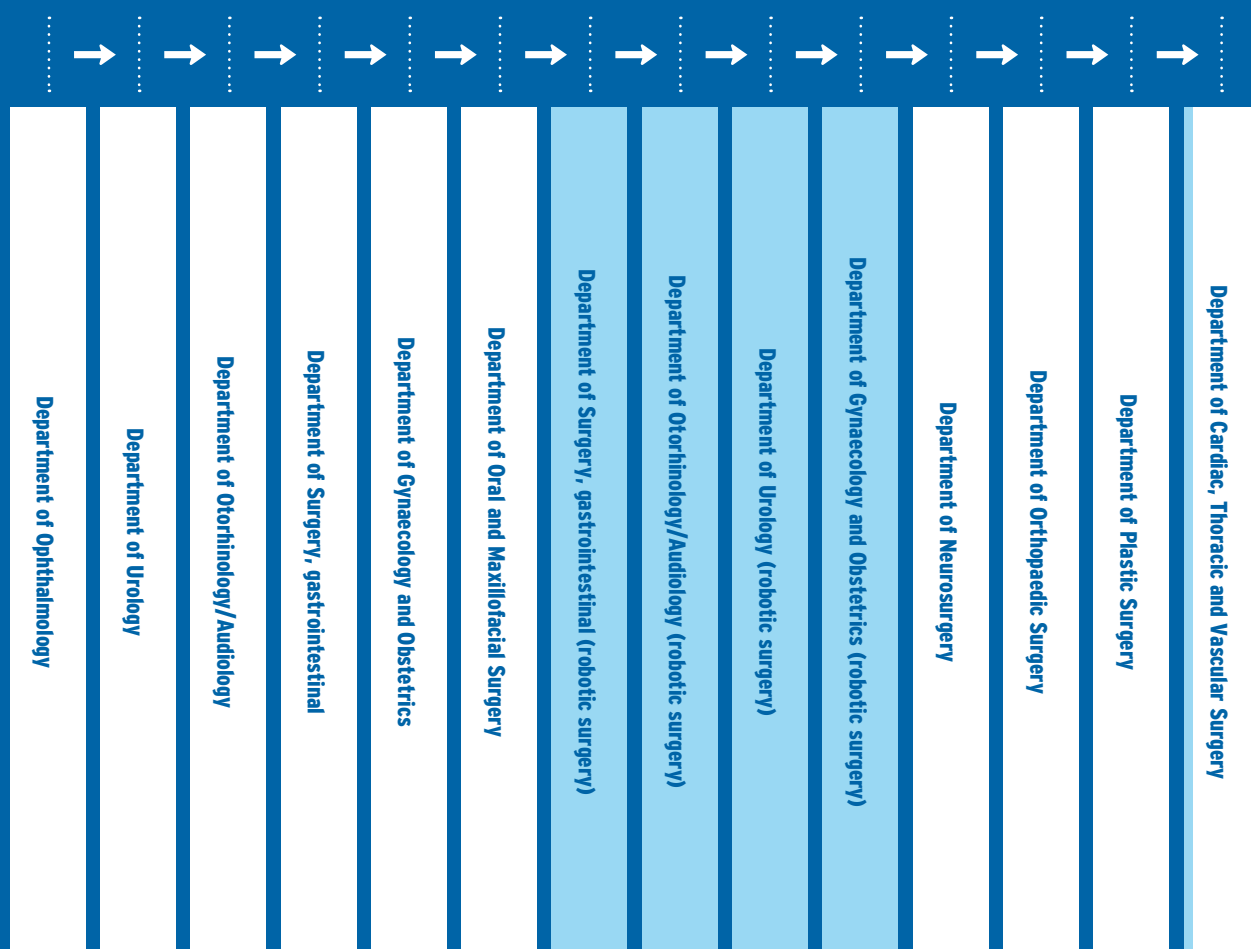 Department of Ophthalmology
Department of Urology
Department of Otorhinology/Audiology
Department of Surgery, gastrointestinal
Department of Gynaecology and Obstetrics
Department of Oral and Maxillofacial Surgery
Department of Surgery, gastrointestinal (robotic surgery)
Department of Otorhinology/Audiology (robotic surgery)
Department of Urology (robotic surgery)
Department of Gynaecology and Obstetrics (robotic surgery)
Department of Neurosurgery
Department of Orthopaedic Surgery
Department of Plastic Surgery
Department of Cardiac, Thoracic and Vascular Surgery